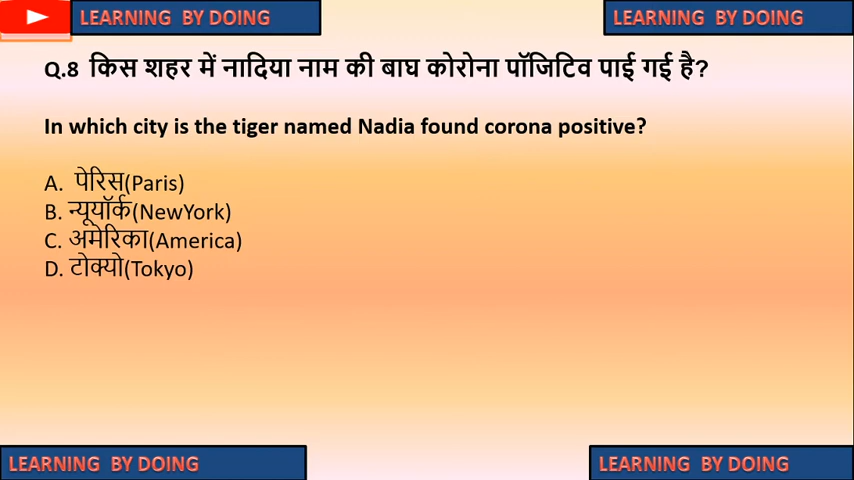 LEARNING BY DOING
LEARNING BY DOING
Q.8 किस शहर में नादिया नाम की बाघ कोरोना पॉजिटिव पाई गई है?
In which city is the tiger named Nadia found corona positive?
A. पेरिस(Paris)
B. न्यूयॉर्क(NewYork)
C. अमेरिका(America)
D. टोक्यो(Tokyo)
LEARNING BY DOING
LEARNING BY DOING